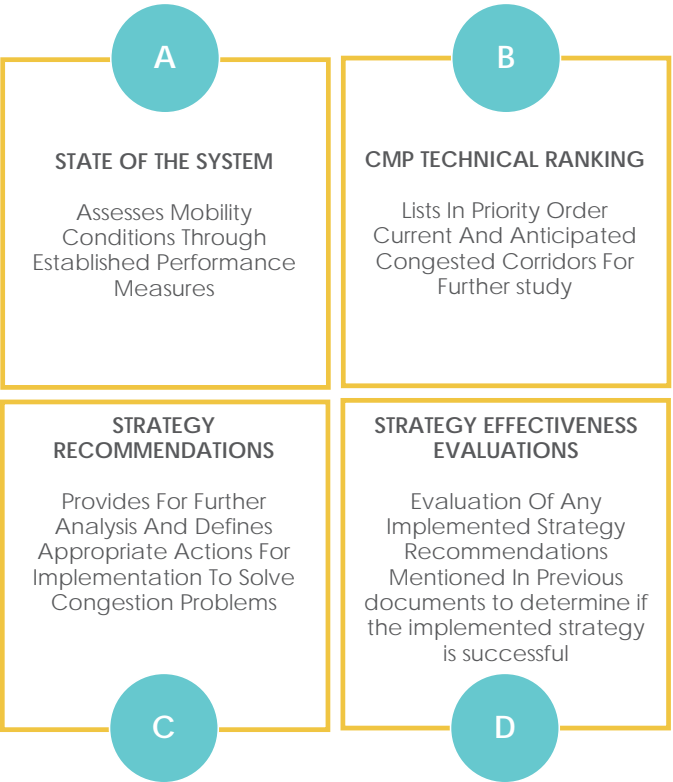 A
STATE OF THE SYSTEM
Assesses Mobility
Conditions Through
Established Performance
Measures
B
CMP TECHNICAL RANKING
Lists In Priority Order
Current And Anticipated
Congested Corridors For
Further study
STRATEGY
RECOMMENDATIONS
Provides For Further
Analysis And Defines
Appropriate Actions For
Implementation To Solve
Congestion Problems
C
STRATEGY EFFECTIVENESS
EVALUATIONS
Evaluation Of Any
Implemented Strategy
Recommendations
Mentioned In Previous
documents to determine if
the implemented strategy
is successful
D